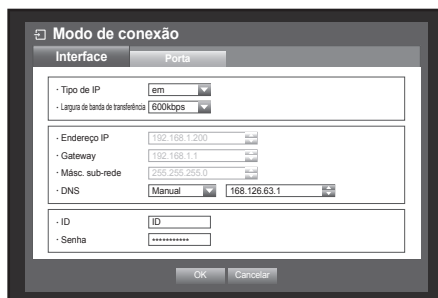 Modo de conexão
Interface Porta
· Tipo de IP em
· Largura de banda de transferência 600kbps
· Endereço IP 192.168.1.200
· Gateway 192.168.1.1
· Másc. sub-rede 255.255.255.0
· DNS Manual 168.126.63.1
· ID ID
· Senha ***********
OK Cancelar